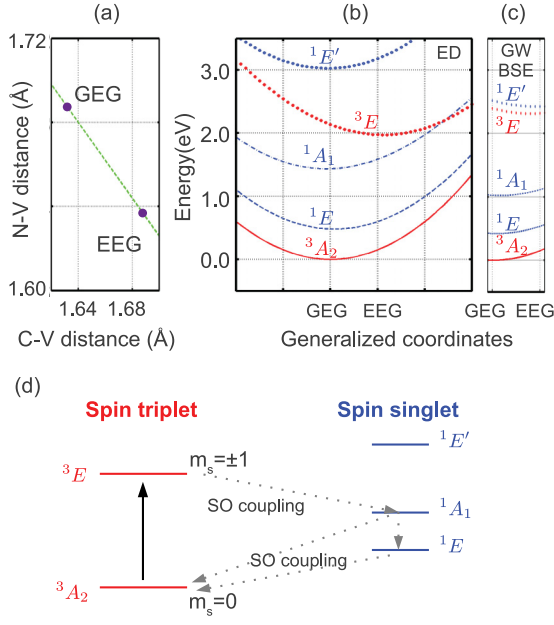 (a)
1.72
N-V distance (Å)
1.60
GEG
EEG
1.64 1.68
C-V distance (Å)
(b)
ED
3.5
3.0
2.0
1.0
0.0
Energy(eV)
¹E′
³E
¹A₁
¹E
³A₂
GEG EEG
Generalized coordinates
(c)
GW
BSE
¹E′
³E
¹A₁
¹E
³A₂
GEG EEG
(d)
Spin triplet
Spin singlet
¹E′
³E
mₛ=±1
SO coupling
¹A₁
¹E
SO coupling
³A₂
mₛ=0